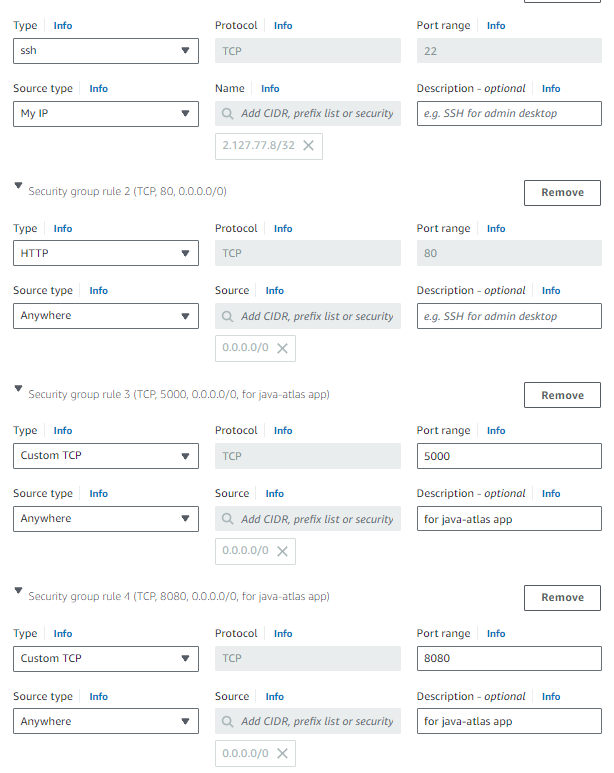 Type Info Protocol Info Port range Info
ssh TCP 22
Source type Info Name Info Description - optional Info
My IP Add CIDR, prefix list or security e.g. SSH for admin desktop
2.127.77.8/32
Security group rule 2 (TCP, 80, 0.0.0.0/0) Remove
Type Info Protocol Info Port range Info
HTTP TCP 80
Source type Info Source Info Description - optional Info
Anywhere Add CIDR, prefix list or security e.g. SSH for admin desktop
0.0.0.0/0
Security group rule 3 (TCP, 5000, 0.0.0.0/0, for java-atlas app) Remove
Type Info Protocol Info Port range Info
Custom TCP TCP 5000
Source type Info Source Info Description - optional Info
Anywhere Add CIDR, prefix list or security for java-atlas app
0.0.0.0/0
Security group rule 4 (TCP, 8080, 0.0.0.0/0, for java-atlas app) Remove
Type Info Protocol Info Port range Info
Custom TCP TCP 8080
Source type Info Source Info Description - optional Info
Anywhere Add CIDR, prefix list or security for java-atlas app
0.0.0.0/0